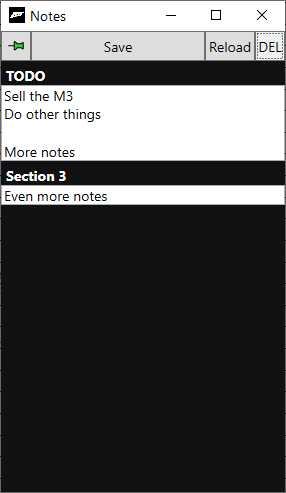 Notes
Save Reload DEL
TODO
Sell the M3
Do other things
More notes
Section 3
Even more notes